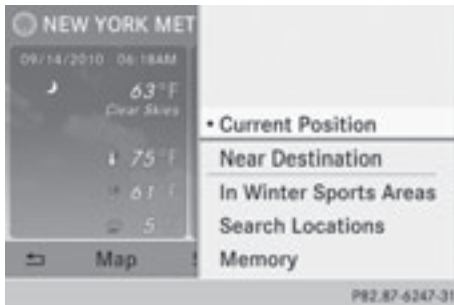 NEW YORK MET
09/14/2010 06:18AM
63°F
Clear Skies
75°F
61°F
5
Map
• Current Position
Near Destination
In Winter Sports Areas
Search Locations
Memory
P82.87-6247-31